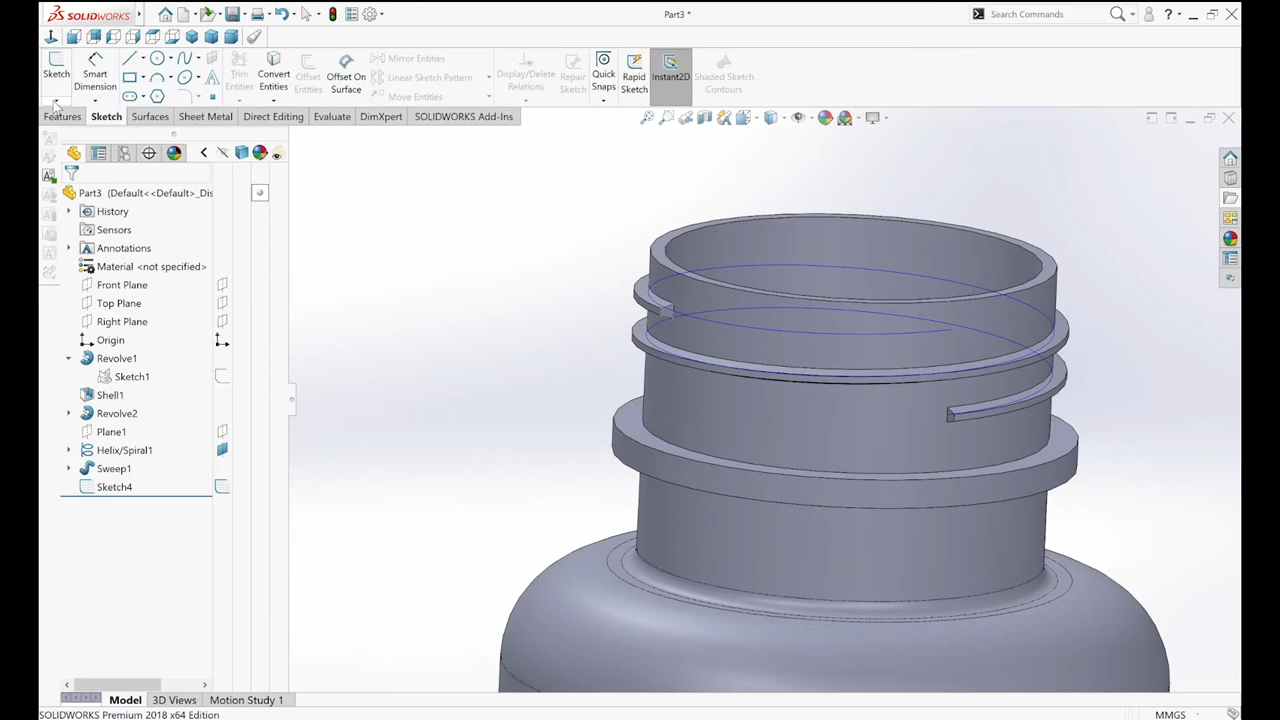 SOLIDWORKS
Part3 *
Search Commands
Sketch
Smart Dimension
Trim Entities
Convert Entities
Offset Entities
Offset On Surface
Mirror Entities
Linear Sketch Pattern
Move Entities
Display/Delete Relations
Repair Sketch
Quick Snaps
Rapid Sketch
Instant2D
Shaded Sketch Contours
Features
Sketch
Surfaces
Sheet Metal
Direct Editing
Evaluate
DimXpert
SOLIDWORKS Add-Ins
Part3 (Default<<Default>_Dis
History
Sensors
Annotations
Material <not specified>
Front Plane
Top Plane
Right Plane
Origin
Revolve1
Sketch1
Shell1
Revolve2
Plane1
Helix/Spiral1
Sweep1
Sketch4
Model
3D Views
Motion Study 1
SOLIDWORKS Premium 2018 x64 Edition
MMGS